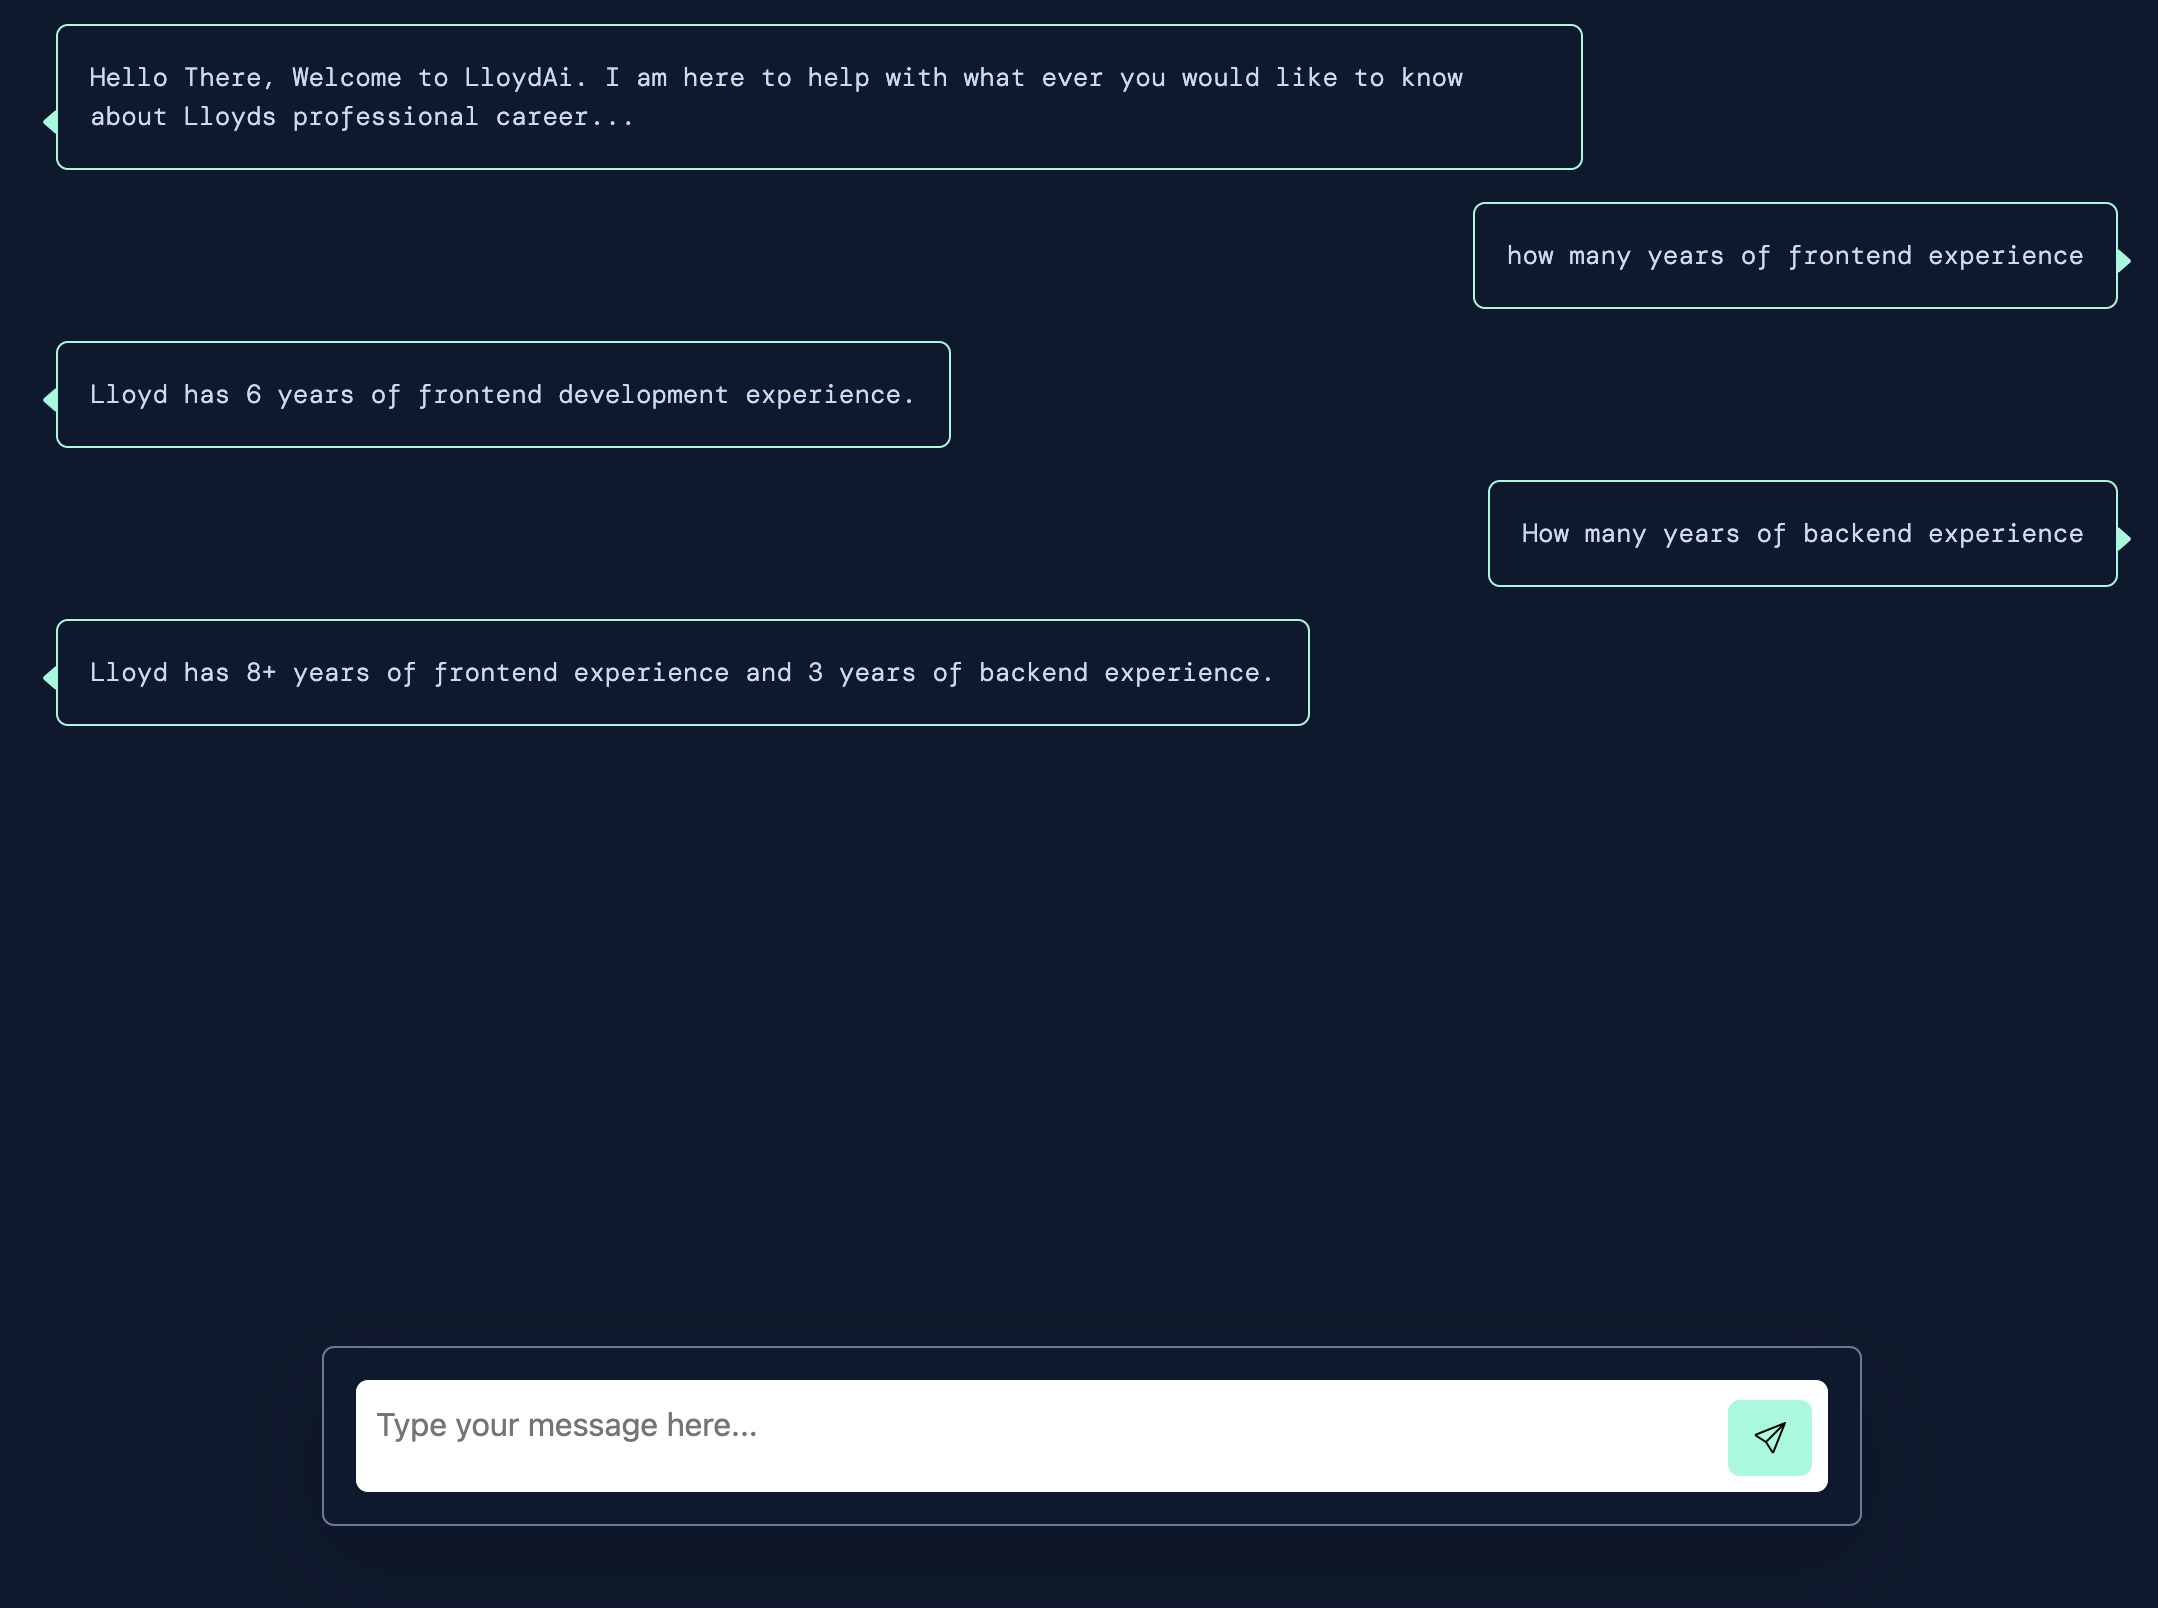 Hello There, Welcome to LloydAi. I am here to help with what ever you would like to know
about Lloyds professional career...
how many years of frontend experience
Lloyd has 6 years of frontend development experience.
How many years of backend experience
Lloyd has 8+ years of frontend experience and 3 years of backend experience.
Type your message here...